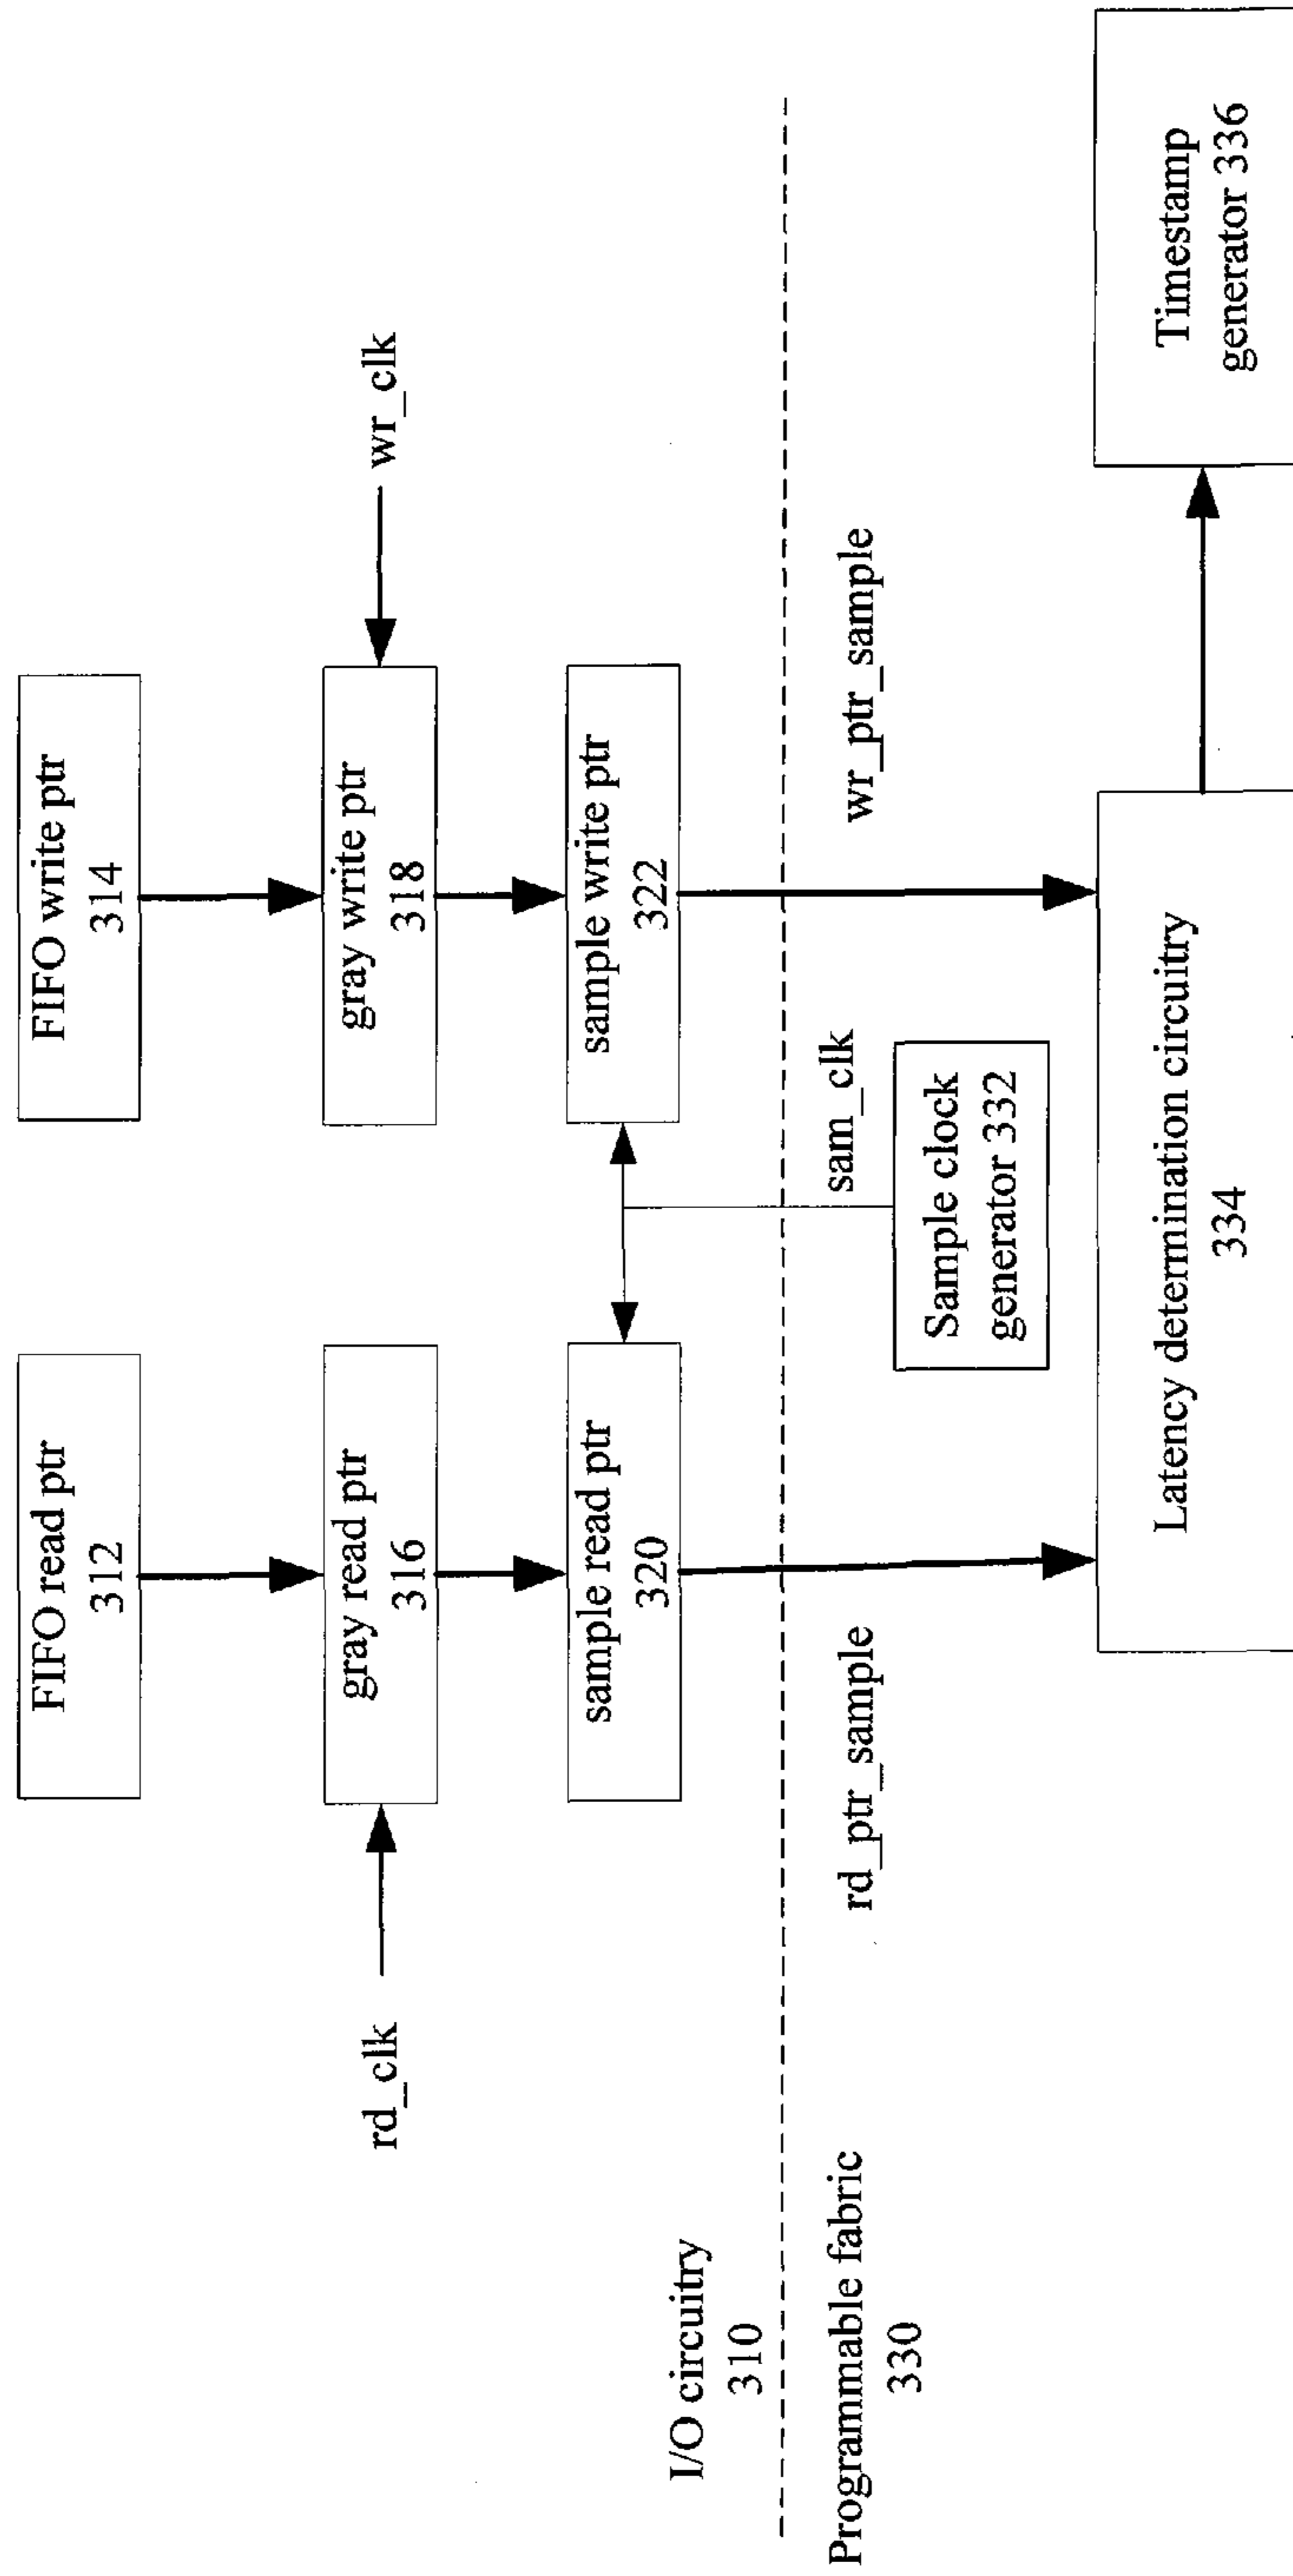 FIFO read ptr
312
FIFO write ptr
314
rd_clk
gray read ptr
316
gray write ptr
318
wr_clk
sample read ptr
320
sample write ptr
322
I/O circuitry
310
Programmable fabric
330
rd_ptr_sample
sam_clk
wr_ptr_sample
Sample clock
generator 332
Latency determination circuitry
334
Timestamp
generator 336